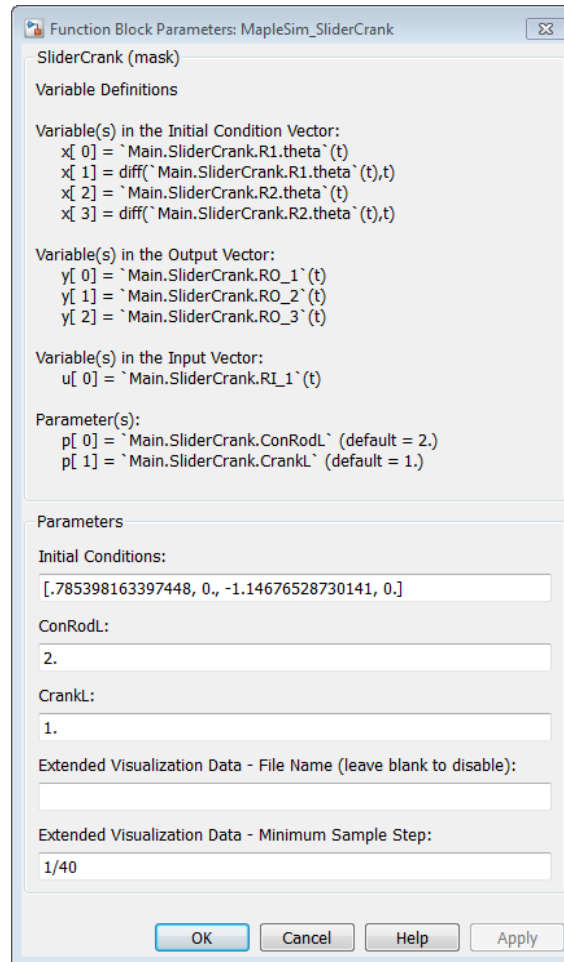 Function Block Parameters: MapleSim_SliderCrank
SliderCrank (mask)
Variable Definitions
Variable(s) in the Initial Condition Vector:
x[ 0] = `Main.SliderCrank.R1.theta`(t)
x[ 1] = diff(`Main.SliderCrank.R1.theta`(t),t)
x[ 2] = `Main.SliderCrank.R2.theta`(t)
x[ 3] = diff(`Main.SliderCrank.R2.theta`(t),t)
Variable(s) in the Output Vector:
y[ 0] = `Main.SliderCrank.RO_1`(t)
y[ 1] = `Main.SliderCrank.RO_2`(t)
y[ 2] = `Main.SliderCrank.RO_3`(t)
Variable(s) in the Input Vector:
u[ 0] = `Main.SliderCrank.RI_1`(t)
Parameter(s):
p[ 0] = `Main.SliderCrank.ConRodL` (default = 2.)
p[ 1] = `Main.SliderCrank.CrankL` (default = 1.)
Parameters
Initial Conditions:
[.785398163397448, 0., -1.14676528730141, 0.]
ConRodL:
2.
CrankL:
1.
Extended Visualization Data - File Name (leave blank to disable):
Extended Visualization Data - Minimum Sample Step:
1/40
OK Cancel Help Apply